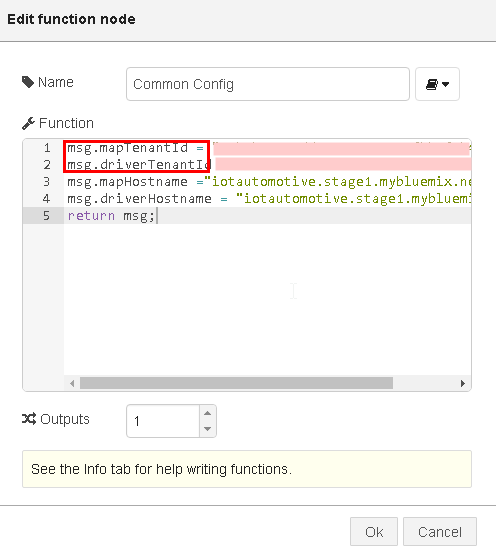 Edit function node
Name
Common Config
Function
1 msg.mapTenantId =
2 msg.driverTenantId
3 msg.mapHostname ="iotautomotive.stage1.mybluemix.ne
4 msg.driverHostname = "iotautomotive.stage1.mybluemi
5 return msg;
Outputs
1
See the Info tab for help writing functions.
Ok
Cancel